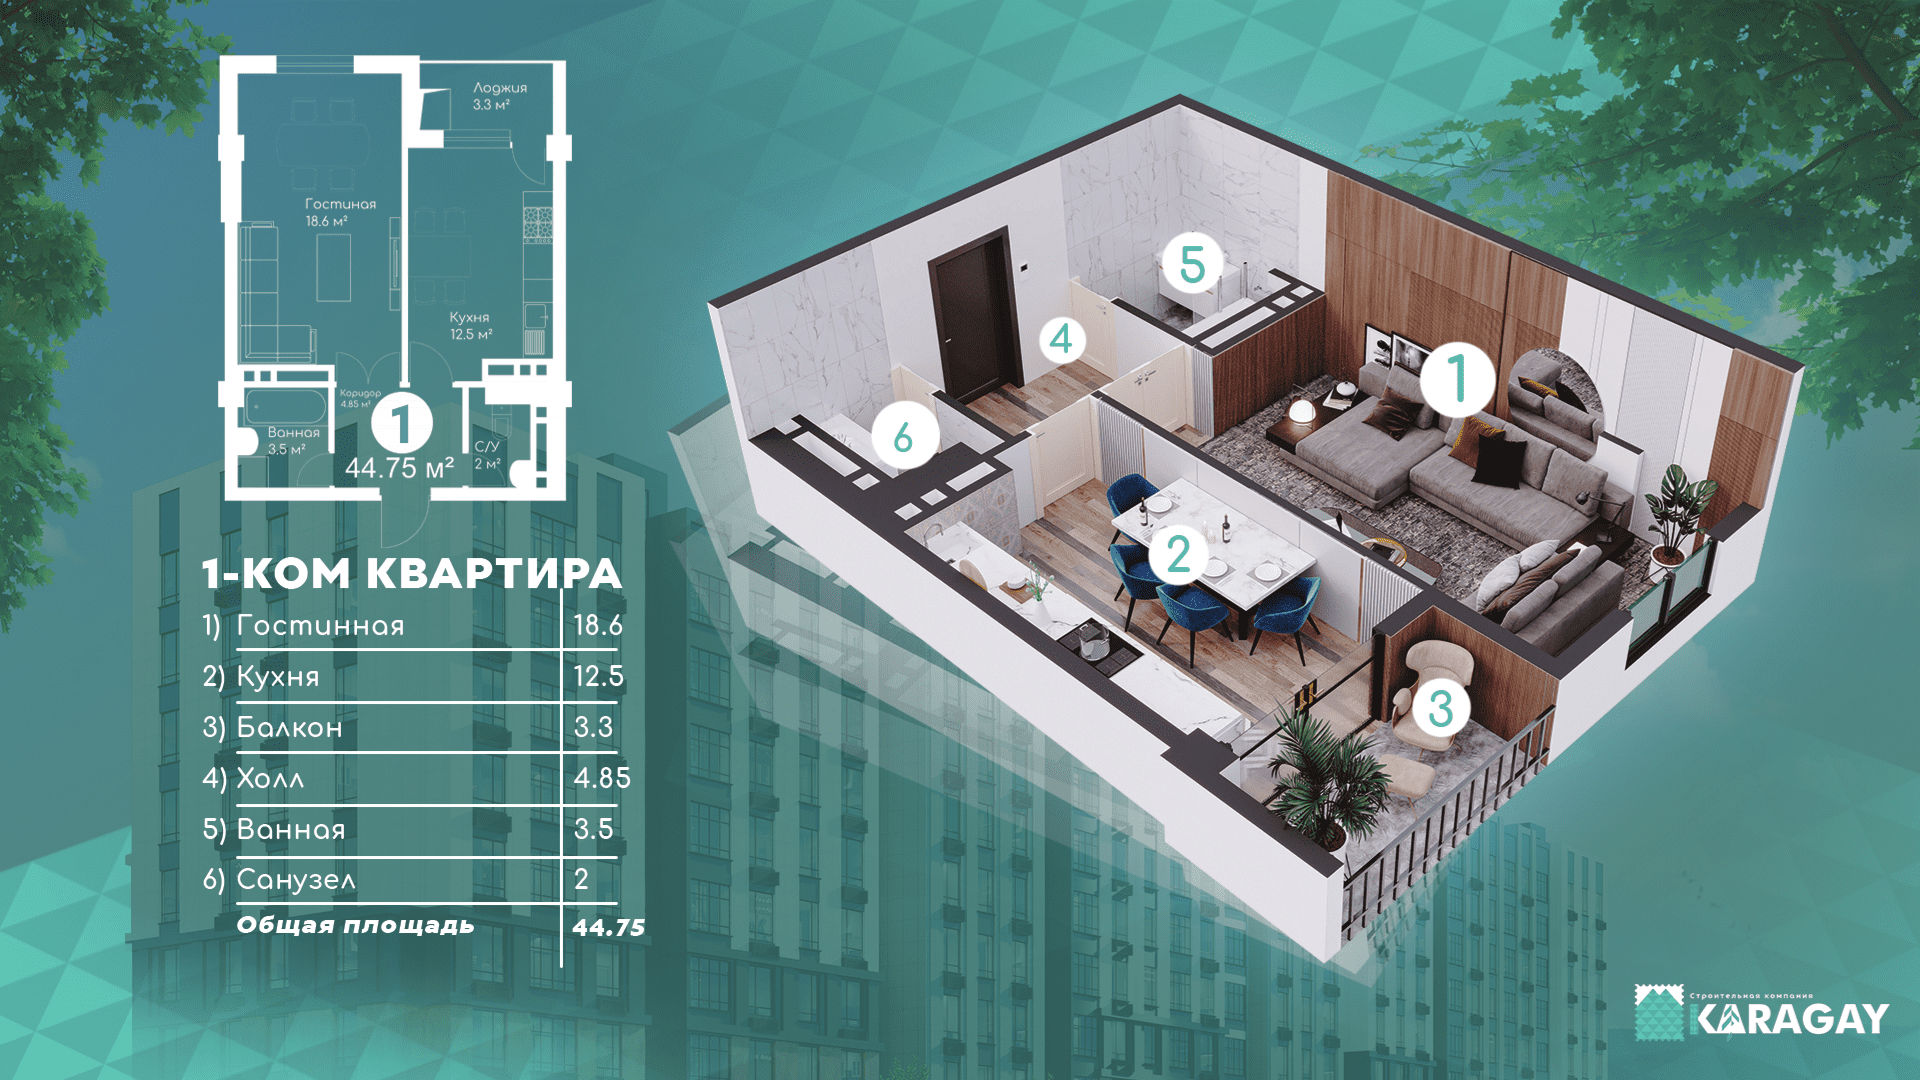 Лоджия
3.3 м²
Гостиная
18.6 м²
Кухня
12.5 м²
Коридор
4.85 м²
1
Ванная
3.5 м²
С/У
2 м²
44.75 м²
1-КОМ КВАРТИРА
1) Гостинная 18.6
2) Кухня 12.5
3) Балкон 3.3
4) Холл 4.85
5) Ванная 3.5
6) Санузел 2
Общая площадь 44.75
5
4
1
6
2
3
Строительная компания
KARAGAY